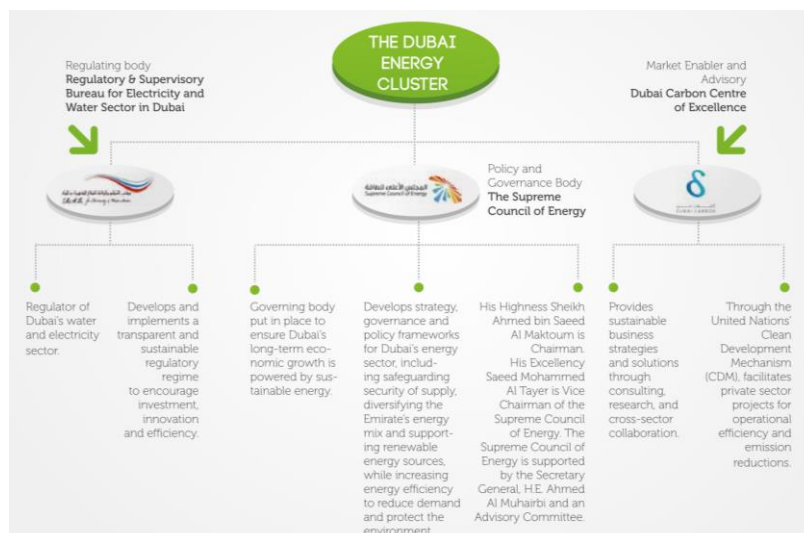 THE DUBAI
ENERGY
CLUSTER
Regulating body
Regulatory & Supervisory
Bureau for Electricity and
Water Sector in Dubai
Market Enabler and
Advisory
Dubai Carbon Centre
of Excellence
المجلس الأعلى للطاقة
Supreme Council of Energy
Policy and
Governance Body
The Supreme
Council of Energy
DUBAI CARBON
Regulator of
Dubai's water
and electricity
sector.
Develops and
implements a
transparent and
sustainable
regulatory
regime
to encourage
investment,
innovation
and efficiency.
Governing body
put in place to
ensure Dubai's
long-term eco-
nomic growth is
powered by sus-
tainable energy.
Develops strategy,
governance and
policy frameworks
for Dubai's energy
sector, includ-
ing safeguarding
security of supply,
diversifying the
Emirate's energy
mix and support-
ing renewable
energy sources,
while increasing
energy efficiency
to reduce demand
and protect the
environment
His Highness Sheikh
Ahmed bin Saeed
Al Maktoum is
Chairman.
His Excellency
Saeed Mohammed
Al Tayer is Vice
Chairman of the
Supreme Council
of Energy. The
Supreme Council of
Energy is supported
by the Secretary
General, H.E. Ahmed
Al Muhairbi and an
Advisory Committee.
Provides
sustainable
business
strategies
and solutions
through
consulting,
research, and
cross-sector
collaboration.
Through the
United Nations'
Clean
Development
Mechanism
(CDM), facilitates
private sector
projects for
operational
efficiency and
emission
reductions.